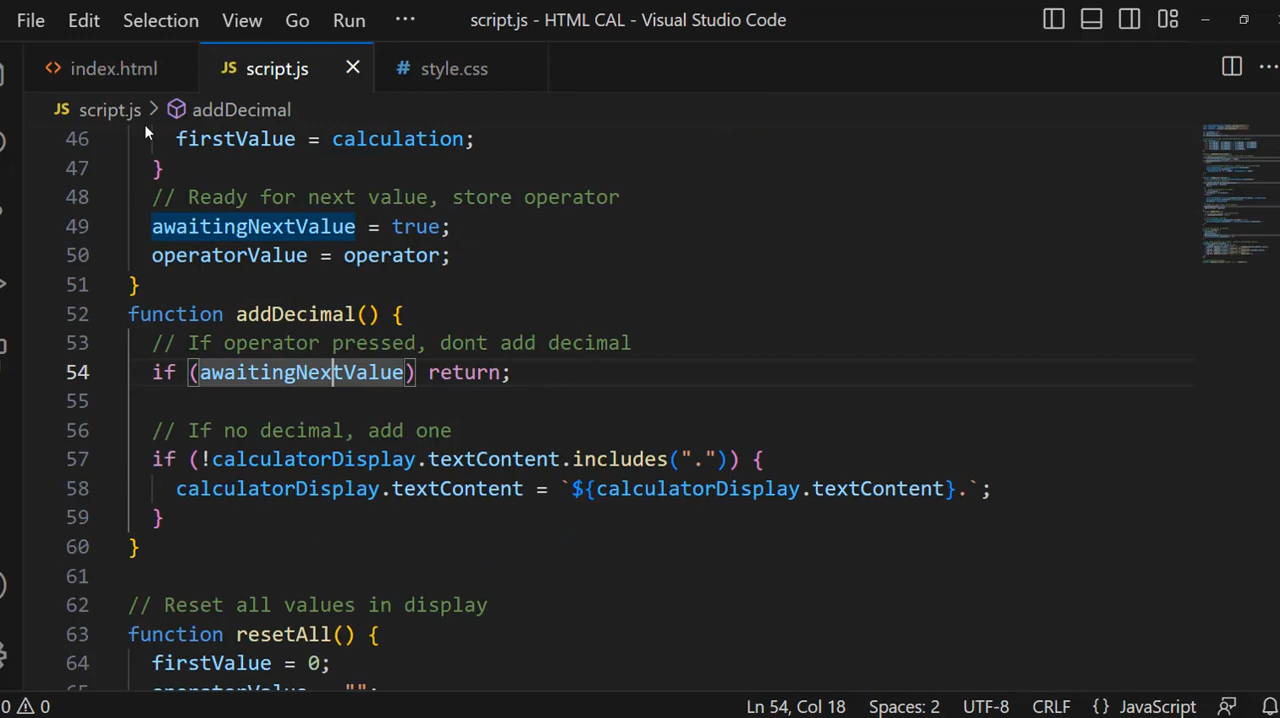 File Edit Selection View Go Run ··· script.js - HTML CAL - Visual Studio Code
<> index.html JS script.js × # style.css ···
JS script.js > addDecimal
46 firstValue = calculation;
47 }
48 // Ready for next value, store operator
49 awaitingNextValue = true;
50 operatorValue = operator;
51 }
52 function addDecimal() {
53 // If operator pressed, dont add decimal
54 if (awaitingNextValue) return;
55
56 // If no decimal, add one
57 if (!calculatorDisplay.textContent.includes(".")) {
58 calculatorDisplay.textContent = `${calculatorDisplay.textContent}.`;
59 }
60 }
61
62 // Reset all values in display
63 function resetAll() {
64 firstValue = 0;
65 operatorValue = "";
0 0 Ln 54, Col 18 Spaces: 2 UTF-8 CRLF {} JavaScript